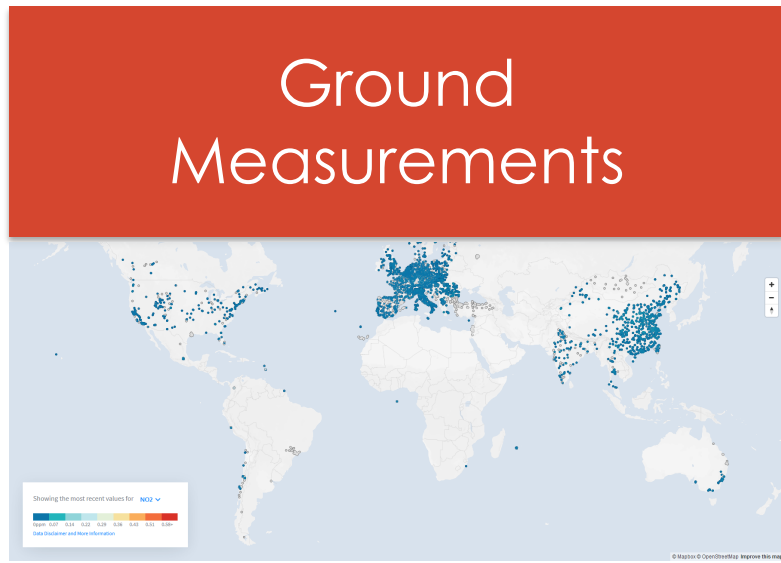 Ground
Measurements
+
−
Showing the most recent values for NO2
0ppm 0.07 0.14 0.22 0.29 0.36 0.43 0.51 0.58+
Data Disclaimer and More Information
© Mapbox © OpenStreetMap Improve this map